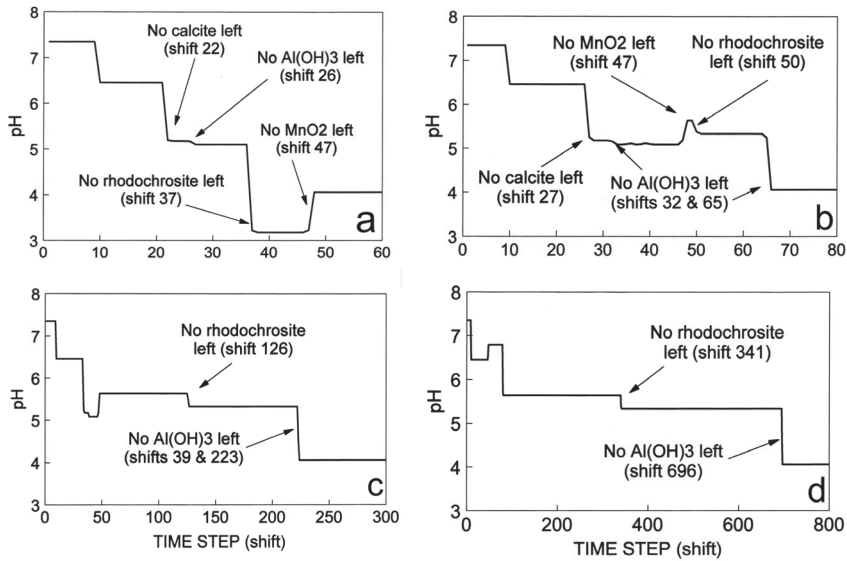 8
7
6
5
4
3
pH
No calcite left
(shift 22)
No Al(OH)3 left
(shift 26)
No MnO2 left
(shift 47)
No rhodochrosite left
(shift 37)
a
0 10 20 30 40 50 60
8
7
6
5
4
3
pH
No MnO2 left
(shift 47)
No rhodochrosite
left (shift 50)
No calcite left
(shift 27)
No Al(OH)3 left
(shifts 32 & 65)
b
0 10 20 30 40 50 60 70 80
8
7
6
5
4
3
pH
No rhodochrosite
left (shift 126)
No Al(OH)3 left
(shifts 39 & 223)
c
0 50 100 150 200 250 300
TIME STEP (shift)
8
7
6
5
4
3
pH
No rhodochrosite
left (shift 341)
No Al(OH)3 left
(shift 696)
d
0 200 400 600 800
TIME STEP (shift)